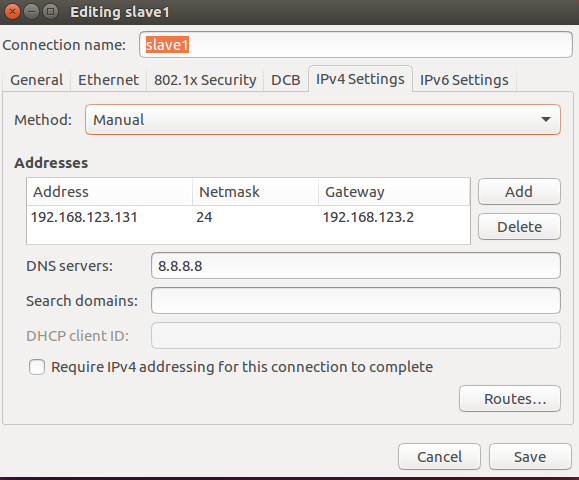 Editing slave1
Connection name: slave1
General Ethernet 802.1x Security DCB IPv4 Settings IPv6 Settings
Method: Manual
Addresses
Address Netmask Gateway Add
192.168.123.131 24 192.168.123.2
Delete
DNS servers: 8.8.8.8
Search domains:
DHCP client ID:
Require IPv4 addressing for this connection to complete
Routes...
Cancel Save